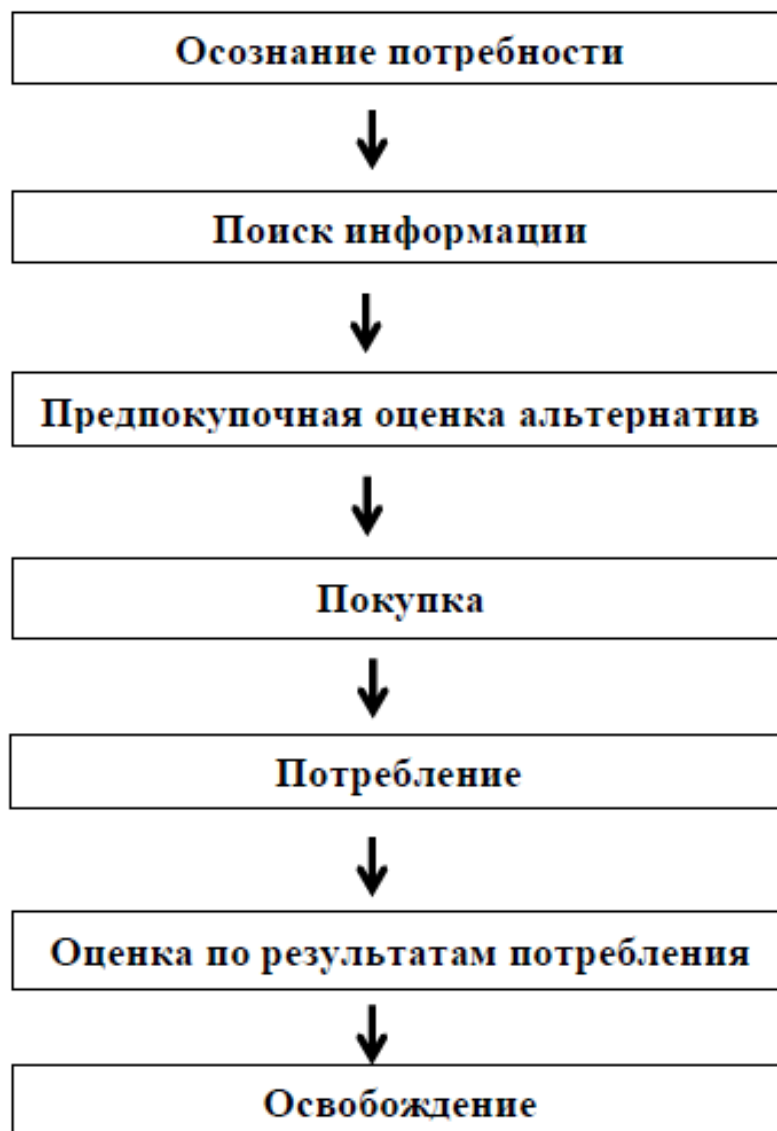 Осознание потребности
Поиск информации
Предпокупочная оценка альтернатив
Покупка
Потребление
Оценка по результатам потребления
Освобождение